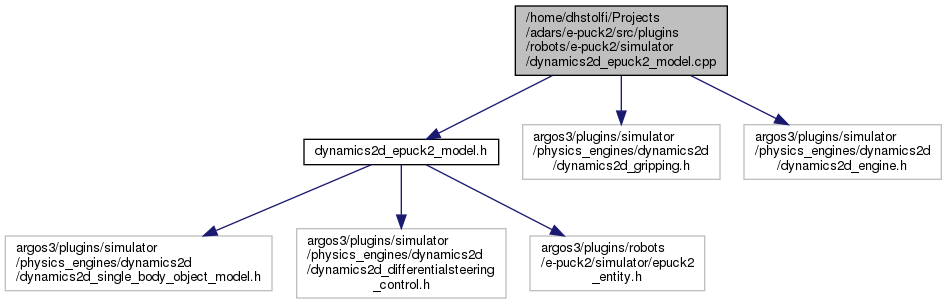 /home/dhstolfi/Projects
/adars/e-puck2/src/plugins
/robots/e-puck2/simulator
/dynamics2d_epuck2_model.cpp
dynamics2d_epuck2_model.h
argos3/plugins/simulator
/physics_engines/dynamics2d
/dynamics2d_gripping.h
argos3/plugins/simulator
/physics_engines/dynamics2d
/dynamics2d_engine.h
argos3/plugins/simulator
/physics_engines/dynamics2d
/dynamics2d_single_body_object_model.h
argos3/plugins/simulator
/physics_engines/dynamics2d
/dynamics2d_differentialsteering
_control.h
argos3/plugins/robots
/e-puck2/simulator/epuck2
_entity.h